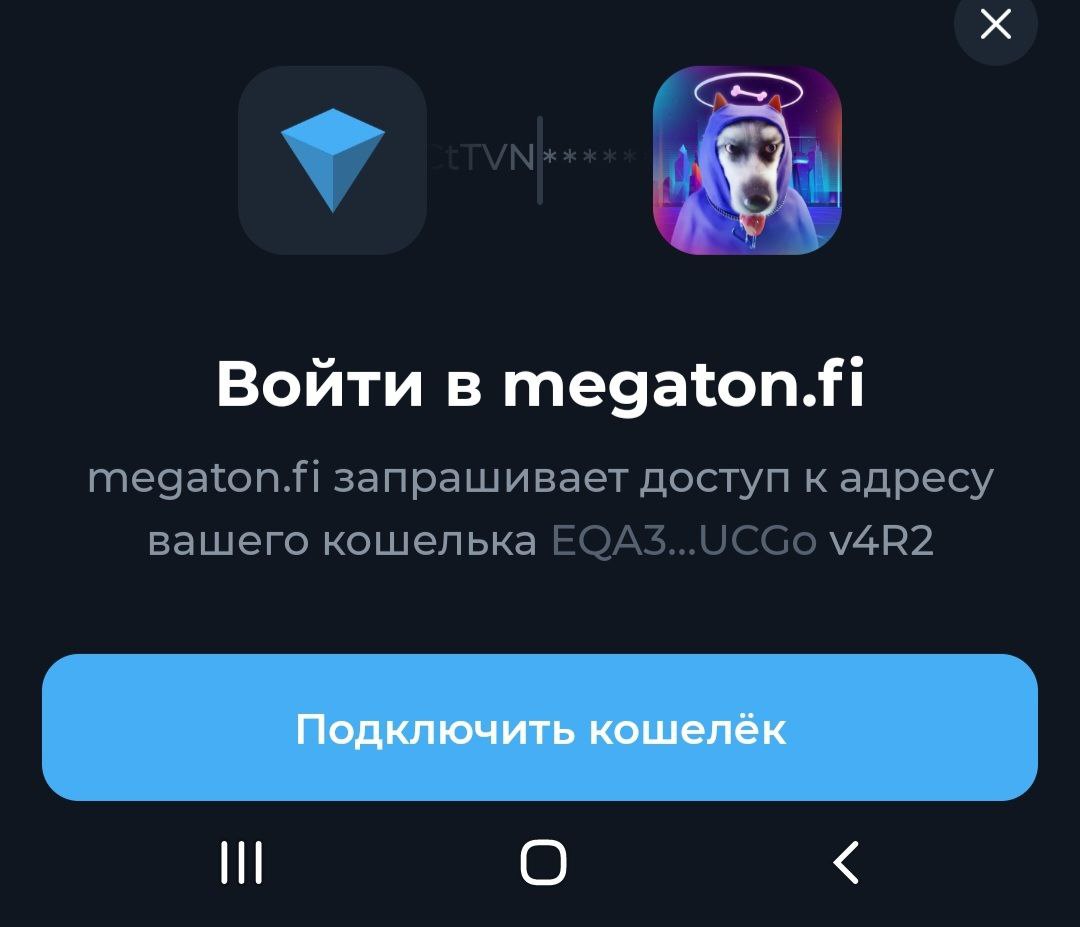 CtTVN*****
Войти в megaton.fi
megaton.fi запрашивает доступ к адресу
вашего кошелька EQA3...UCGo v4R2
Подключить кошелёк